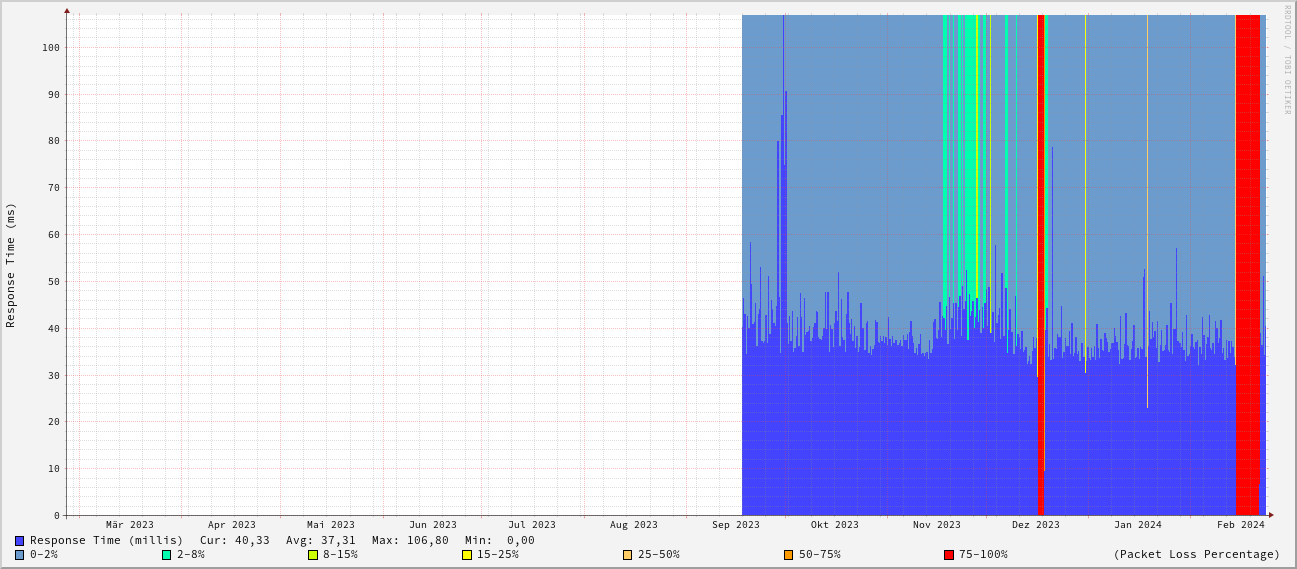 RRDTOOL / TOBI OETIKER
Response Time (ms)
100
90
80
70
60
50
40
30
20
10
0
Mär 2023 Apr 2023 Mai 2023 Jun 2023 Jul 2023 Aug 2023 Sep 2023 Okt 2023 Nov 2023 Dez 2023 Jan 2024 Feb 2024
Response Time (millis) Cur: 40,33 Avg: 37,31 Max: 106,80 Min: 0,00
0-2% 2-8% 8-15% 15-25% 25-50% 50-75% 75-100% (Packet Loss Percentage)